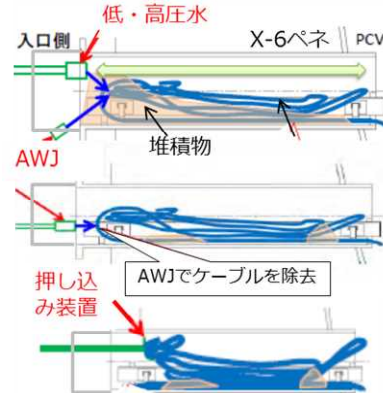 低・高圧水
入口側
X-6ペネ
PCV
堆積物
AWJ
AWJでケーブルを除去
押し込
み装置